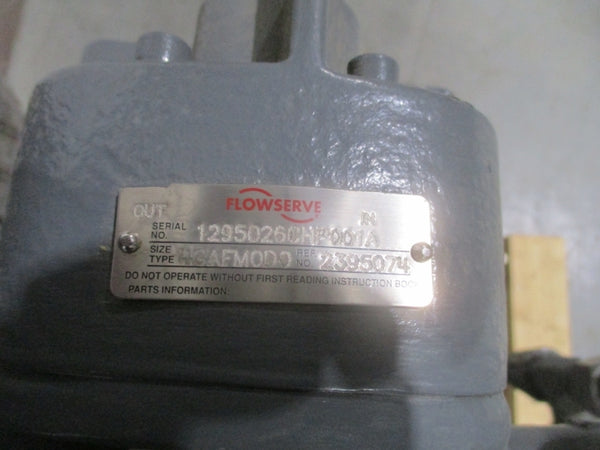 FLOWSERVE
OUT IN
SERIAL NO.
SIZE TYPE REF NO 2395074
DO NOT OPERATE WITHOUT FIRST READING INSTRUCTION BOOK
PARTS INFORMATION: